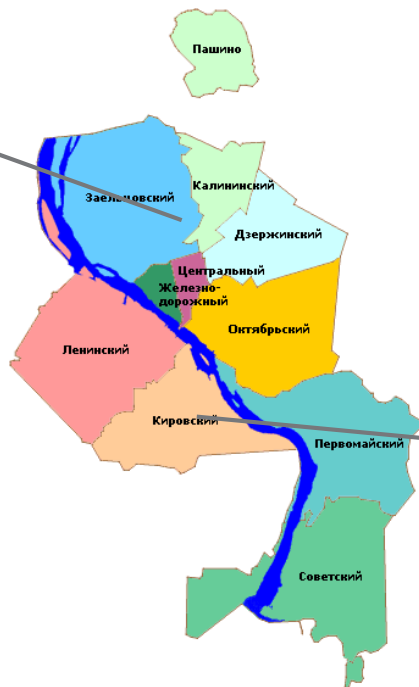 Пашино
Калининский
Заельцовский
Дзержинский
Центральный
Железно-
дорожный
Октябрьский
Ленинский
Кировский
Первомайский
Советский